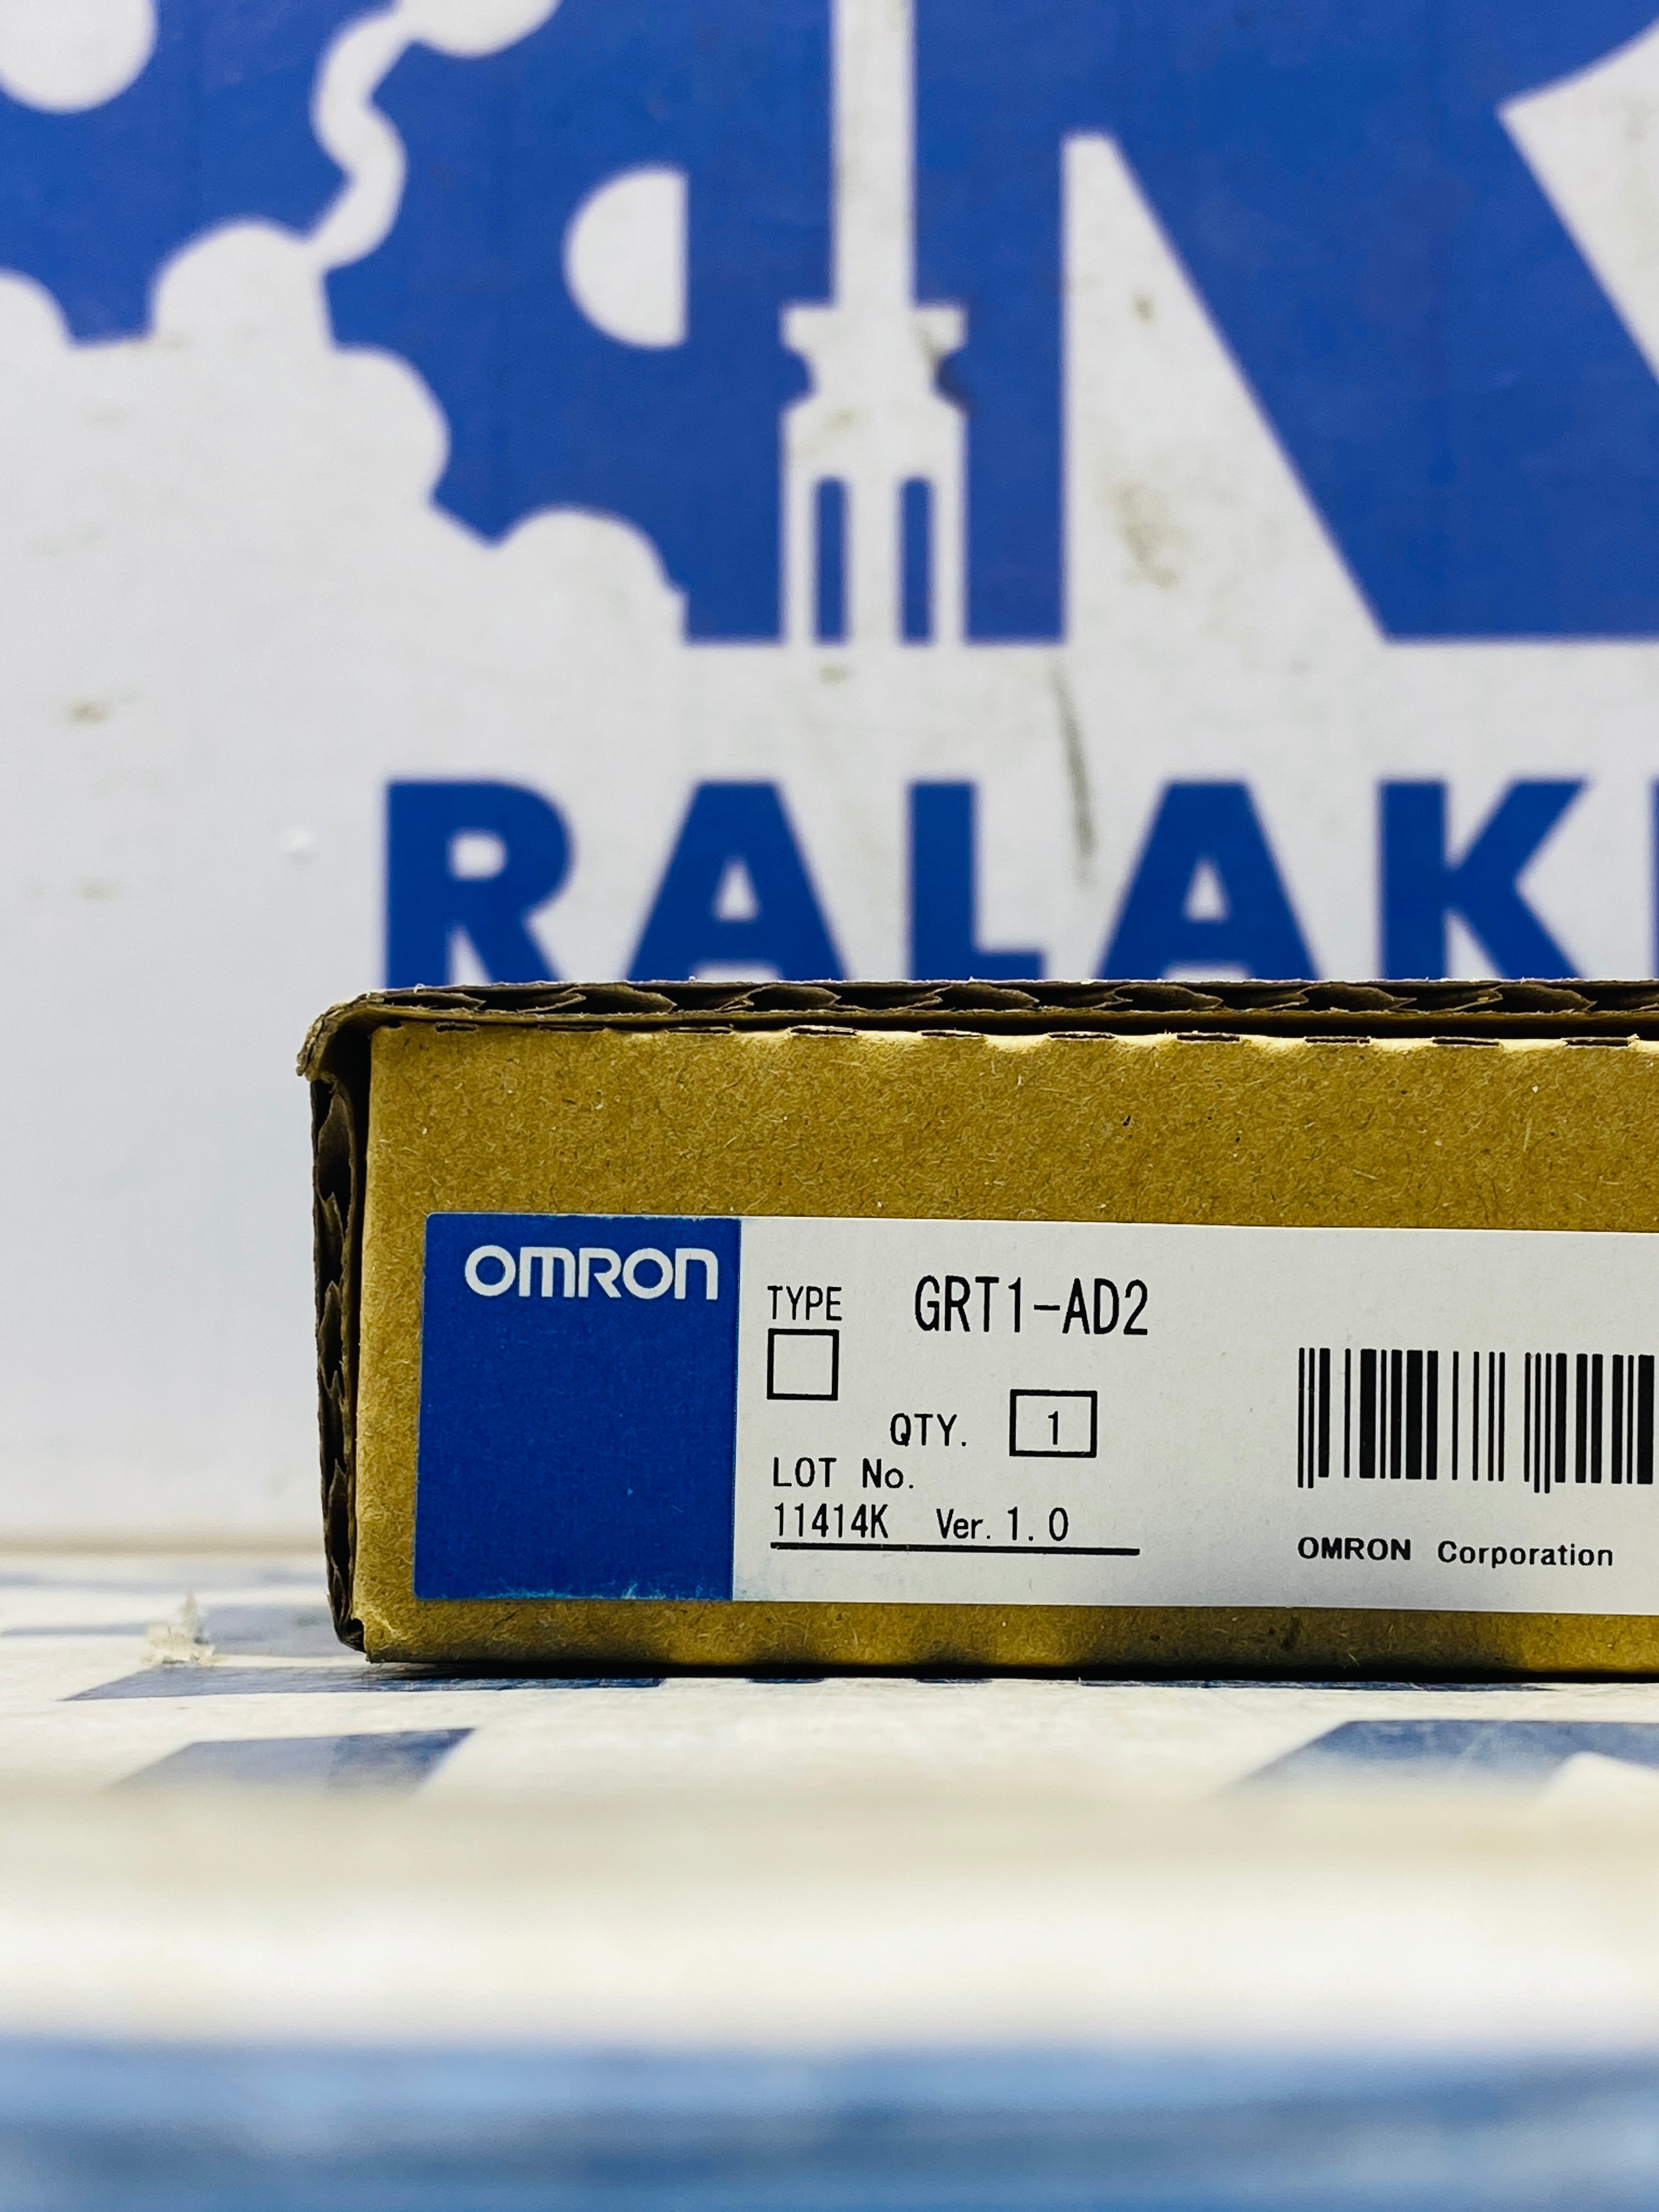 RALAK
OMRON
TYPE GRT1-AD2
QTY. 1
LOT No.
11414K Ver. 1.0
OMRON Corporation